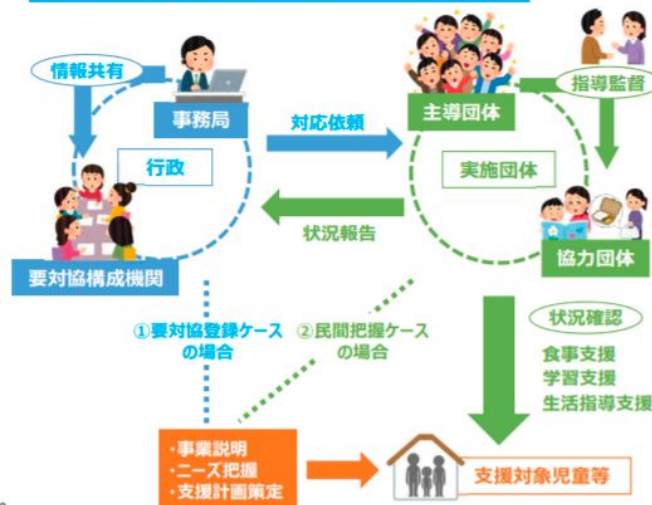 情報共有
事務局
行政
要対協構成機関
対応依頼
状況報告
主導団体
指導監督
実施団体
協力団体
①要対協登録ケース
の場合
②民間把握ケース
の場合
状況確認
食事支援
学習支援
生活指導支援
・事業説明
・ニーズ把握
・支援計画策定
支援対象児童等